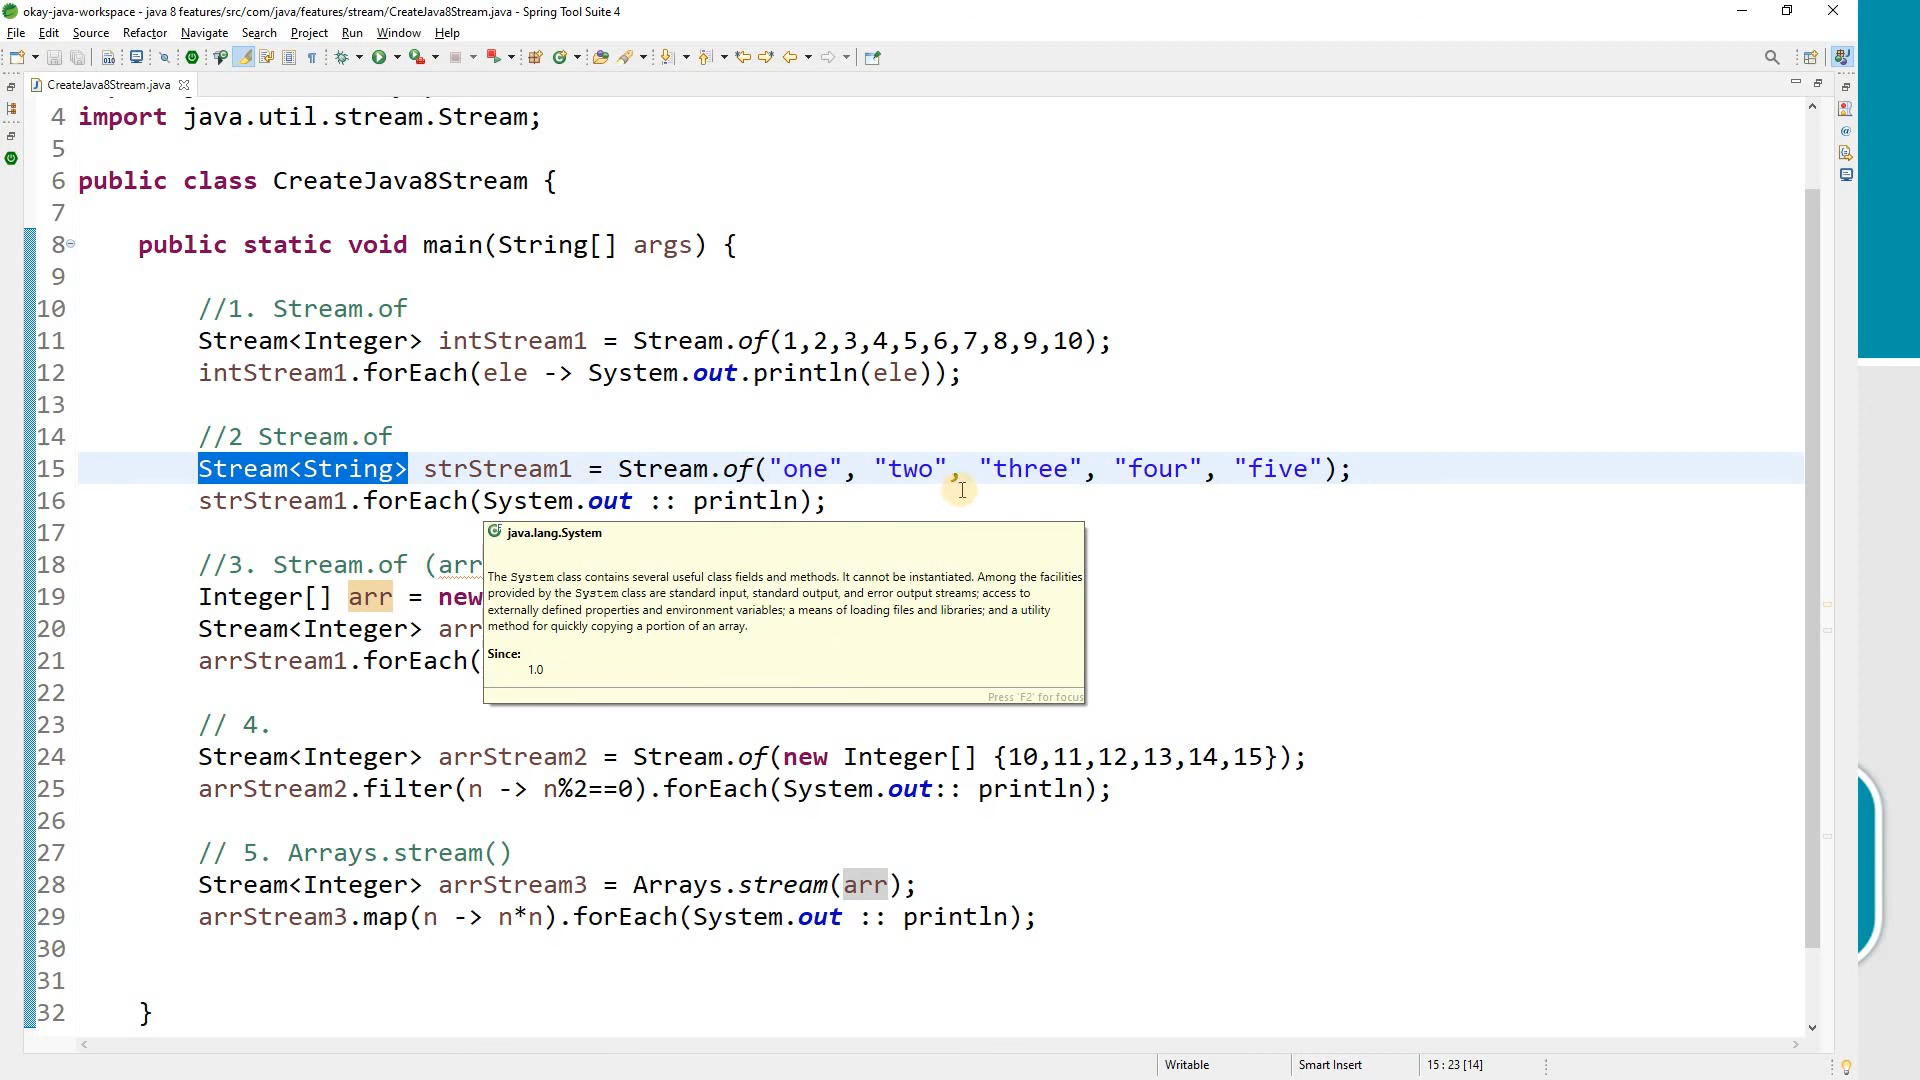 okay-java-workspace - java 8 features/src/com/java/features/stream/CreateJava8Stream.java - Spring Tool Suite 4
File Edit Source Refactor Navigate Search Project Run Window Help
CreateJava8Stream.java
4 import java.util.stream.Stream;
5
6 public class CreateJava8Stream {
7
8 public static void main(String[] args) {
9
10 //1. Stream.of
11 Stream<Integer> intStream1 = Stream.of(1,2,3,4,5,6,7,8,9,10);
12 intStream1.forEach(ele -> System.out.println(ele));
13
14 //2 Stream.of
15 Stream<String> strStream1 = Stream.of("one", "two", "three", "four", "five");
16 strStream1.forEach(System.out :: println);
17
java.lang.System
The System class contains several useful class fields and methods. It cannot be instantiated. Among the facilities
provided by the System class are standard input, standard output, and error output streams; access to
externally defined properties and environment variables; a means of loading files and libraries; and a utility
method for quickly copying a portion of an array.
Since:
1.0
Press 'F2' for focus
18 //3. Stream.of (arr
19 Integer[] arr = new
20 Stream<Integer> arr
21 arrStream1.forEach(
22
23 // 4.
24 Stream<Integer> arrStream2 = Stream.of(new Integer[] {10,11,12,13,14,15});
25 arrStream2.filter(n -> n%2==0).forEach(System.out:: println);
26
27 // 5. Arrays.stream()
28 Stream<Integer> arrStream3 = Arrays.stream(arr);
29 arrStream3.map(n -> n*n).forEach(System.out :: println);
30
31
32 }
Writable Smart Insert 15 : 23 [14]